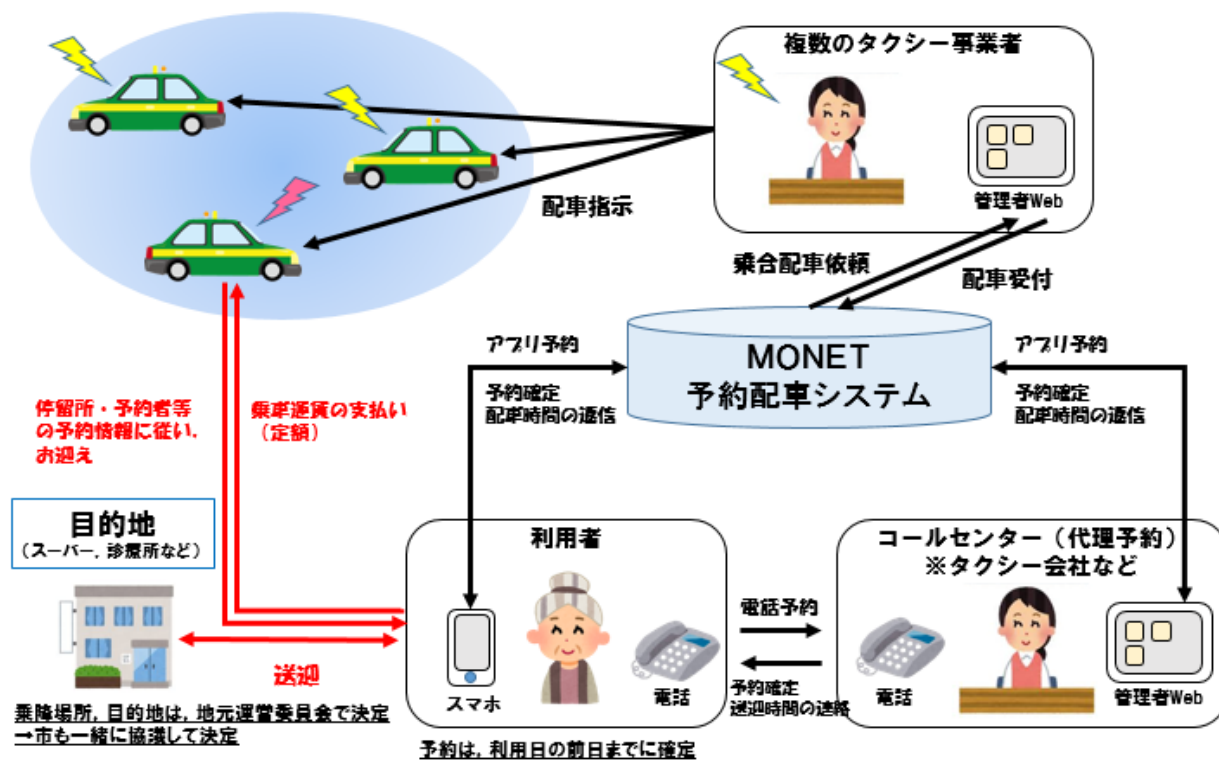 複数のタクシー事業者
管理者Web
配車指示
乗合配車依頼
配車受付
MONET
予約配車システム
アプリ予約
予約確定
配車時間の返信
アプリ予約
予約確定
配車時間の返信
停留所・予約者等
の予約情報に従い,
お迎え
乗車運賃の支払い
（定額）
目的地
（スーパー, 診療所など）
送迎
乗降場所, 目的地は, 地元運営委員会で決定
→市も一緒に協議して決定
利用者
スマホ
電話
予約は, 利用日の前日までに確定
電話予約
予約確定
送迎時間の連絡
コールセンター（代理予約）
※タクシー会社など
電話
管理者Web